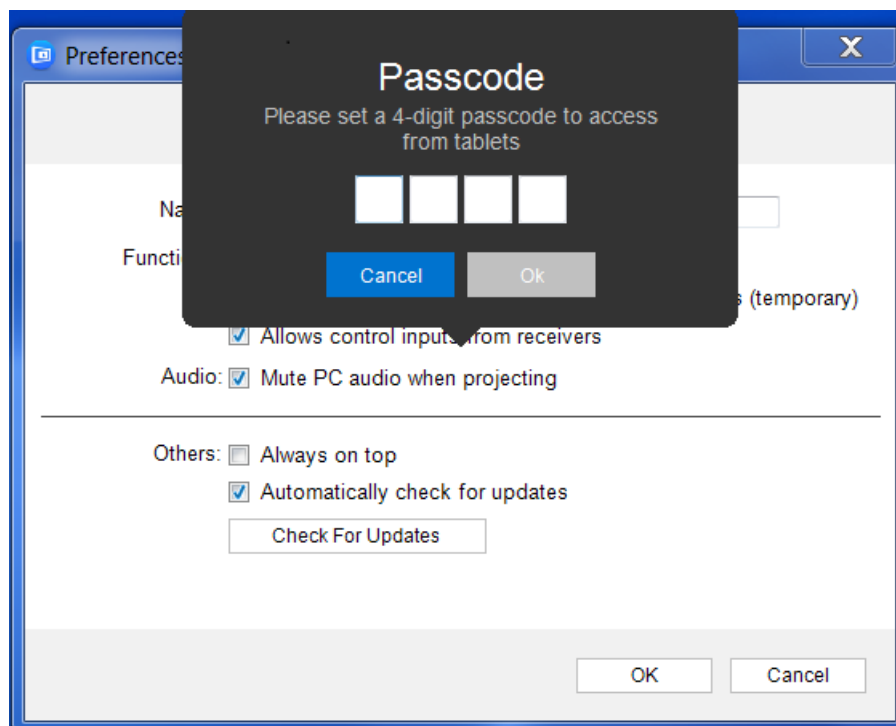 Preferences
X
Passcode
Please set a 4-digit passcode to access
from tablets
Cancel
Ok
Na
Functi
s (temporary)
Allows control inputs from receivers
Audio: Mute PC audio when projecting
Others: Always on top
Automatically check for updates
Check For Updates
OK
Cancel